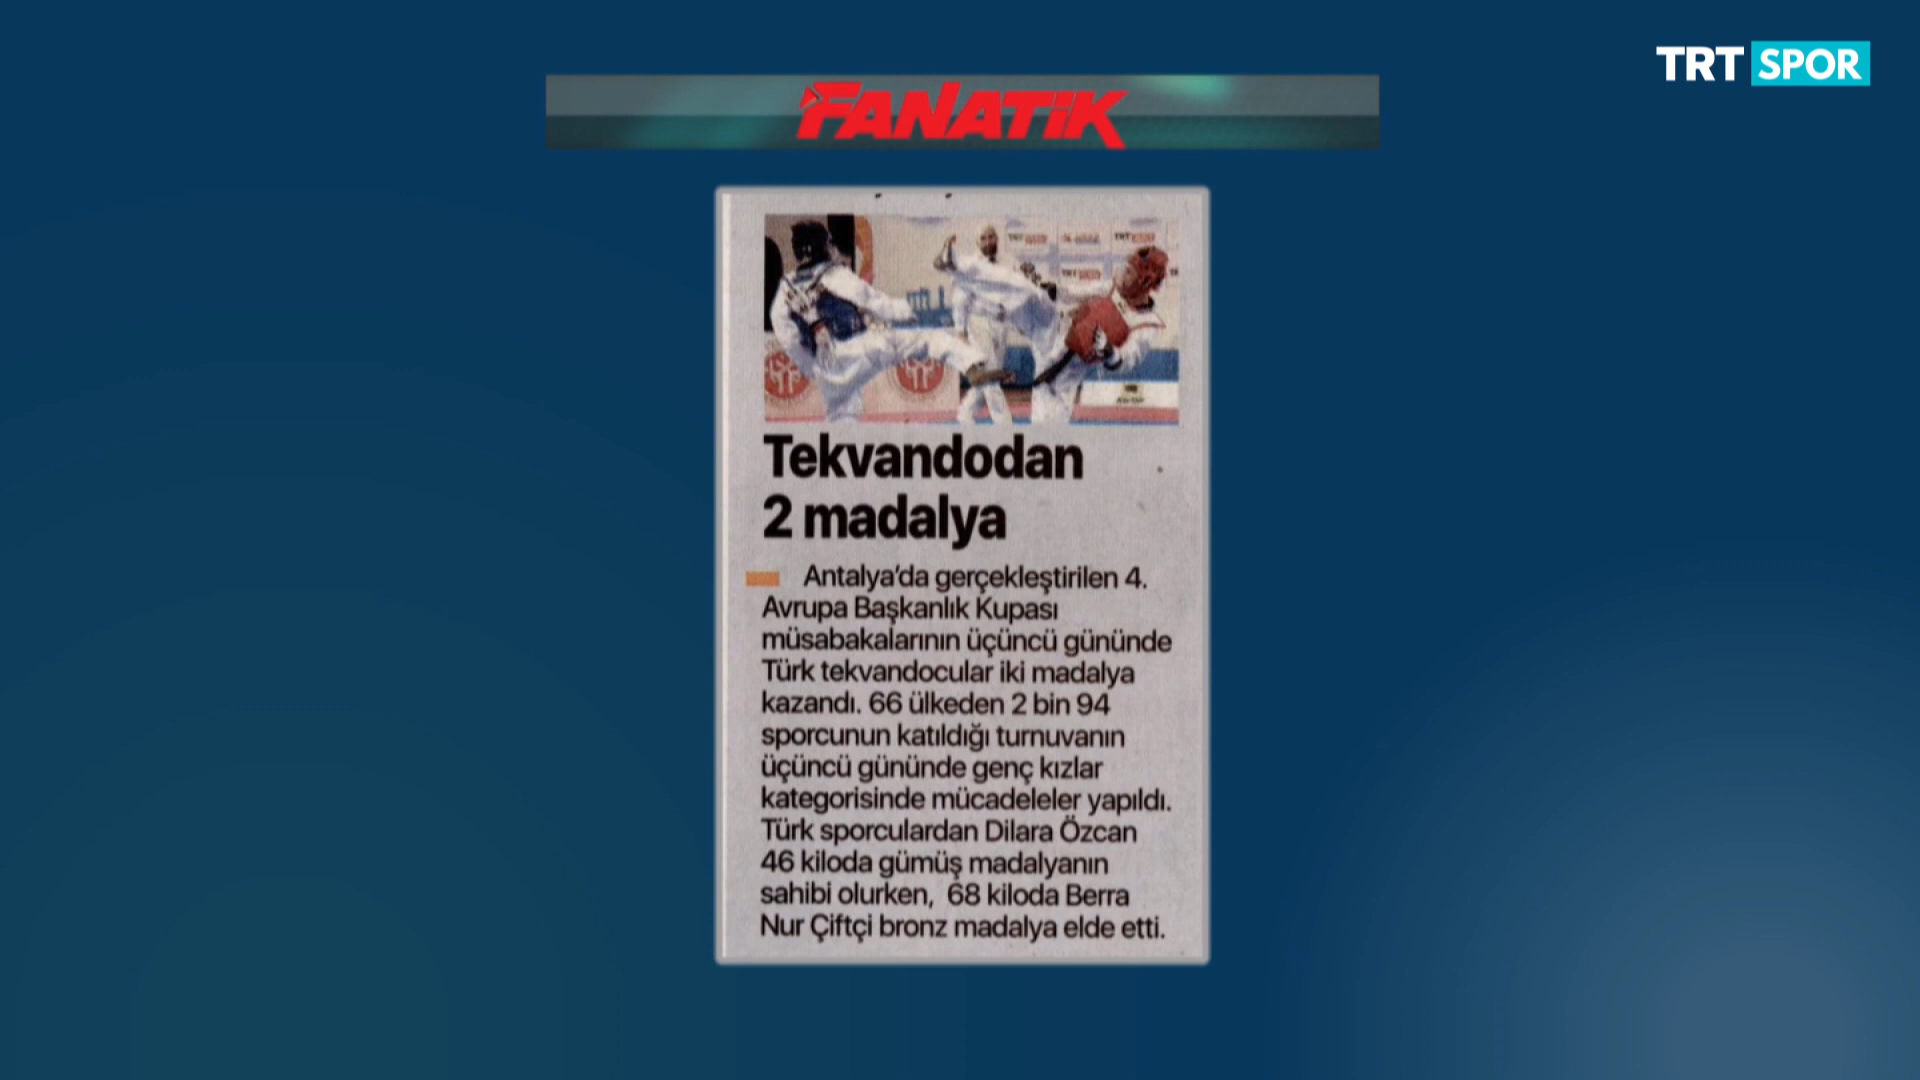 TRT SPOR
FANATİK
Tekvandodan
2 madalya
Antalya'da gerçekleştirilen 4.
Avrupa Başkanlık Kupası
müsabakalarının üçüncü gününde
Türk tekvandocular iki madalya
kazandı. 66 ülkeden 2 bin 94
sporcunun katıldığı turnuvanın
üçüncü gününde genç kızlar
kategorisinde mücadeleler yapıldı.
Türk sporculardan Dilara Özcan
46 kiloda gümüş madalyanın
sahibi olurken, 68 kiloda Berra
Nur Çiftçi bronz madalya elde etti.